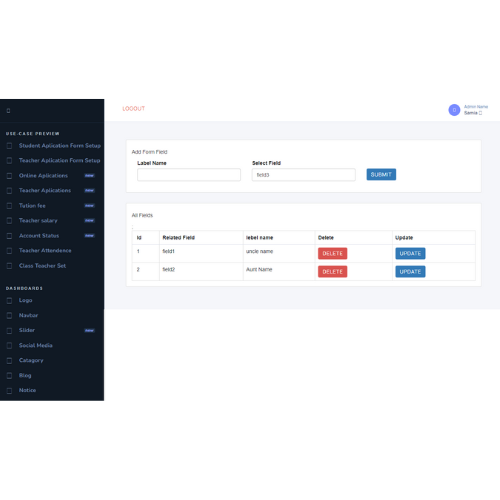 LOGOUT
Admin Name
Samia
USE-CASE PREVIEW
Student Aplication Form Setup
Teacher Aplication Form Setup
Online Aplications new
Teacher Aplications new
Tution fee new
Teacher salary new
Account Status new
Teacher Attendence
Class Teacher Set
DASHBOARDS
Logo
Navbar
Slider new
Social Media
Catagory
Blog
Notice
Add Form Field
Label Name Select Field
field3 SUBMIT
All Fields
Id Related Field lebel name Delete Update
1 field1 uncle name DELETE UPDATE
2 field2 Aunt Name DELETE UPDATE